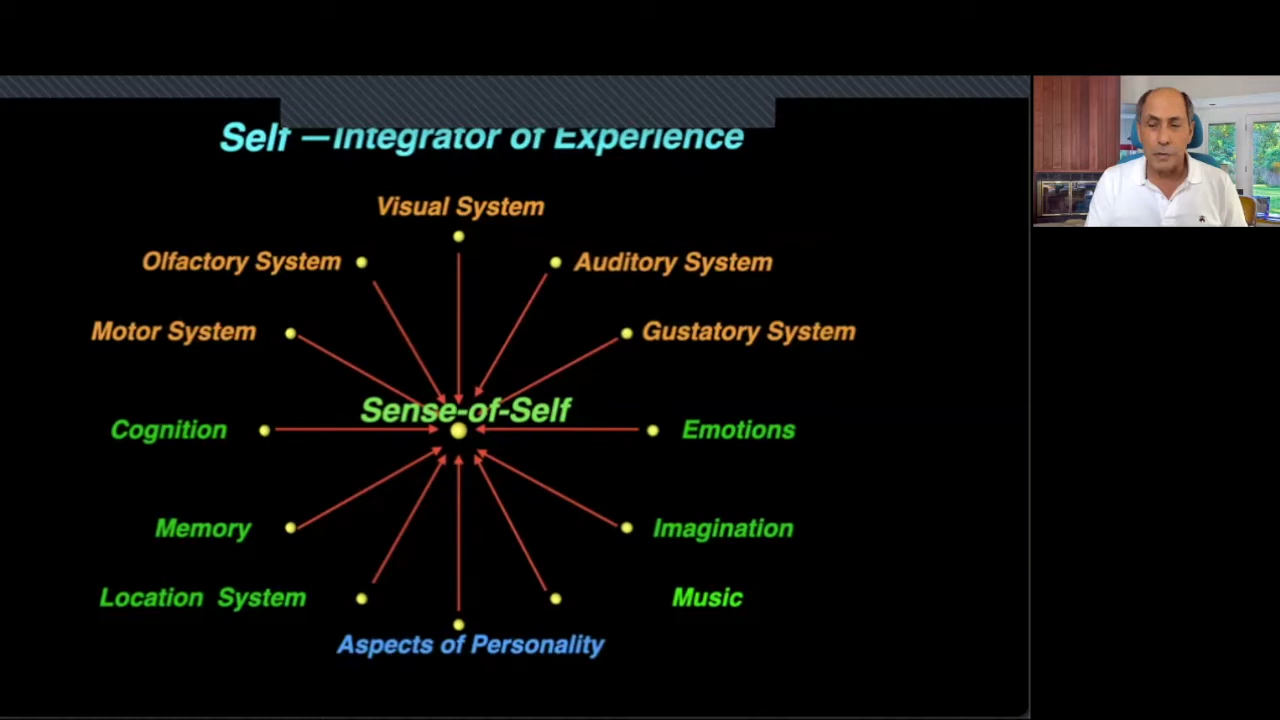 Self —Integrator of Experience
Visual System
Olfactory System
Auditory System
Motor System
Gustatory System
Sense-of-Self
Cognition
Emotions
Memory
Imagination
Location System
Music
Aspects of Personality